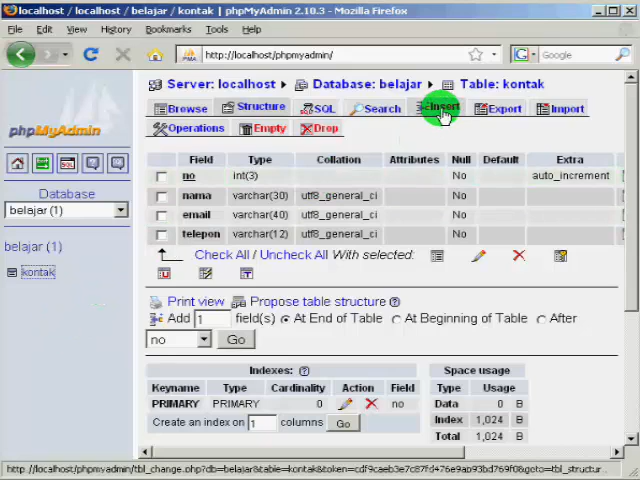 localhost / localhost / belajar / kontak | phpMyAdmin 2.10.3 - Mozilla Firefox
File Edit View History Bookmarks Tools Help
http://localhost/phpmyadmin/
Google
Server: localhost Database: belajar Table: kontak
Browse Structure SQL Search Insert Export Import
Operations Empty Drop
phpMyAdmin
Database
belajar (1)
belajar (1)
kontak
Field Type Collation Attributes Null Default Extra
no int(3) No auto_increment
nama varchar(30) utf8_general_ci No
email varchar(40) utf8_general_ci No
telepon varchar(12) utf8_general_ci No
Check All / Uncheck All With selected:
Print view Propose table structure
Add 1 field(s) At End of Table At Beginning of Table After
no Go
Indexes:
Keyname Type Cardinality Action Field
PRIMARY PRIMARY 0 no
Create an index on 1 columns Go
Space usage
Type Usage
Data 0 B
Index 1,024 B
Total 1,024 B